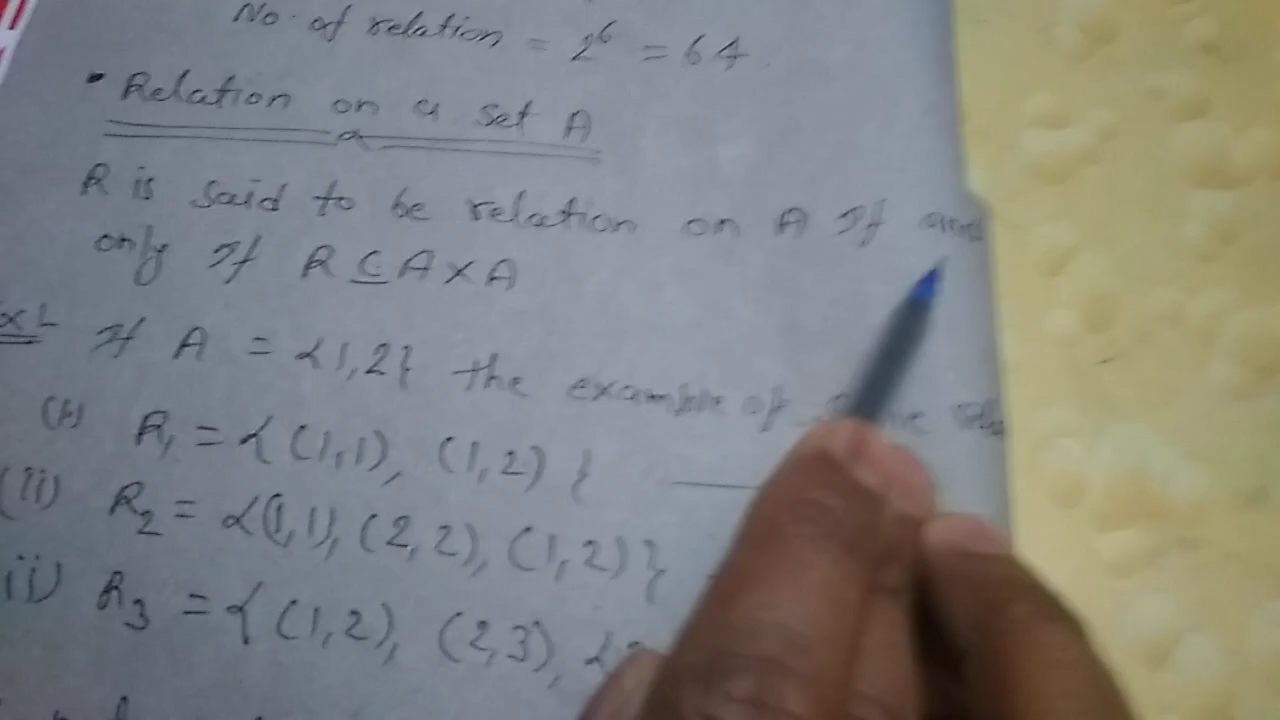 No. of relation = 2⁶ = 64.
• Relation on a set A
R is said to be relation on A If and
only If R ⊆ A × A
If A = {1,2} the example of
(i) R₁ = {(1,1), (1,2)}
(ii) R₂ = {(1,1), (2,2), (1,2)}
ii) R₃ = {(1,2), (2,3),